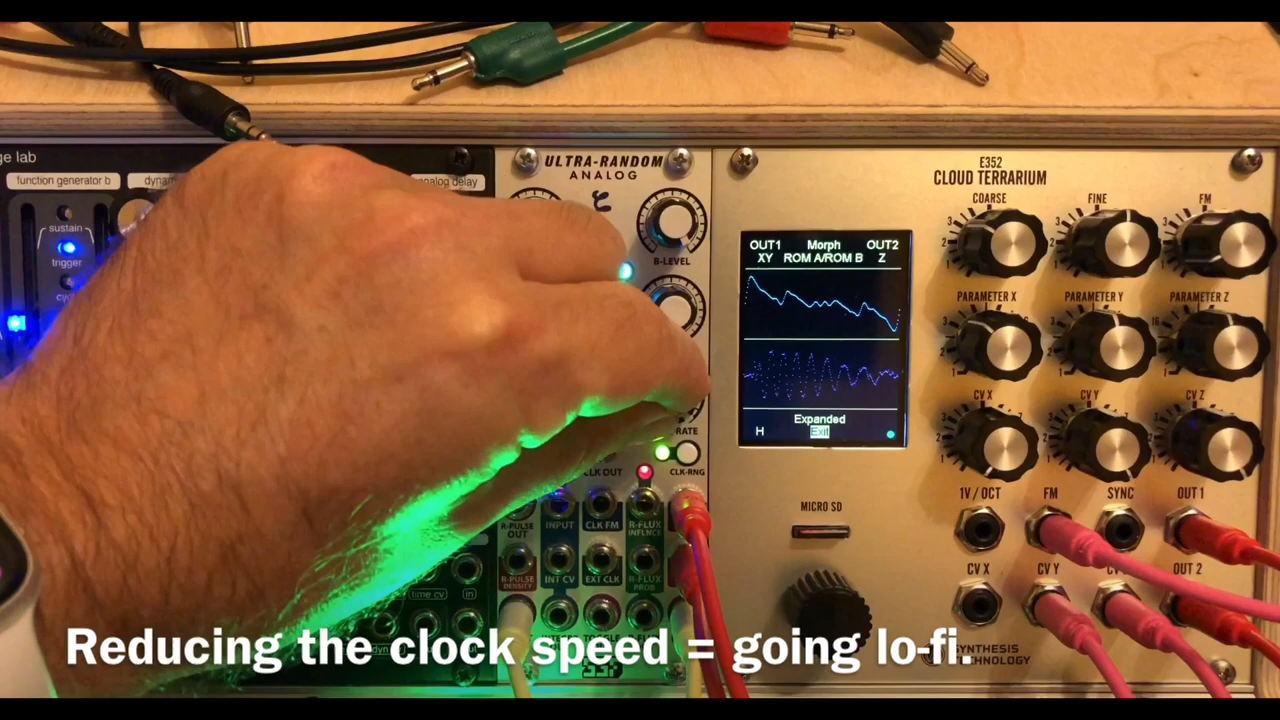 ge lab
function generator b
analog delay
sustain
trigger
ULTRA-RANDOM
ANALOG
B-LEVEL
RATE
CLK OUT
CLK-RNG
R-PULSE
OUT
INPUT
CLK FM
R-FLUX
INFLNCE
R-PULSE
DENSITY
INT CV
EXT CLK
R-FLUX
PROB
time cv
in
E352
CLOUD TERRARIUM
COARSE
FINE
FM
OUT1 Morph OUT2
XY ROM A/ROM B Z
Expanded
H Exit
PARAMETER X
PARAMETER Y
PARAMETER Z
CV X
CV Y
CV Z
MICRO SD
1V/OCT
FM
SYNC
OUT 1
CV X
CV Y
OUT 2
SYNTHESIS
TECHNOLOGY
Reducing the clock speed = going lo-fi.